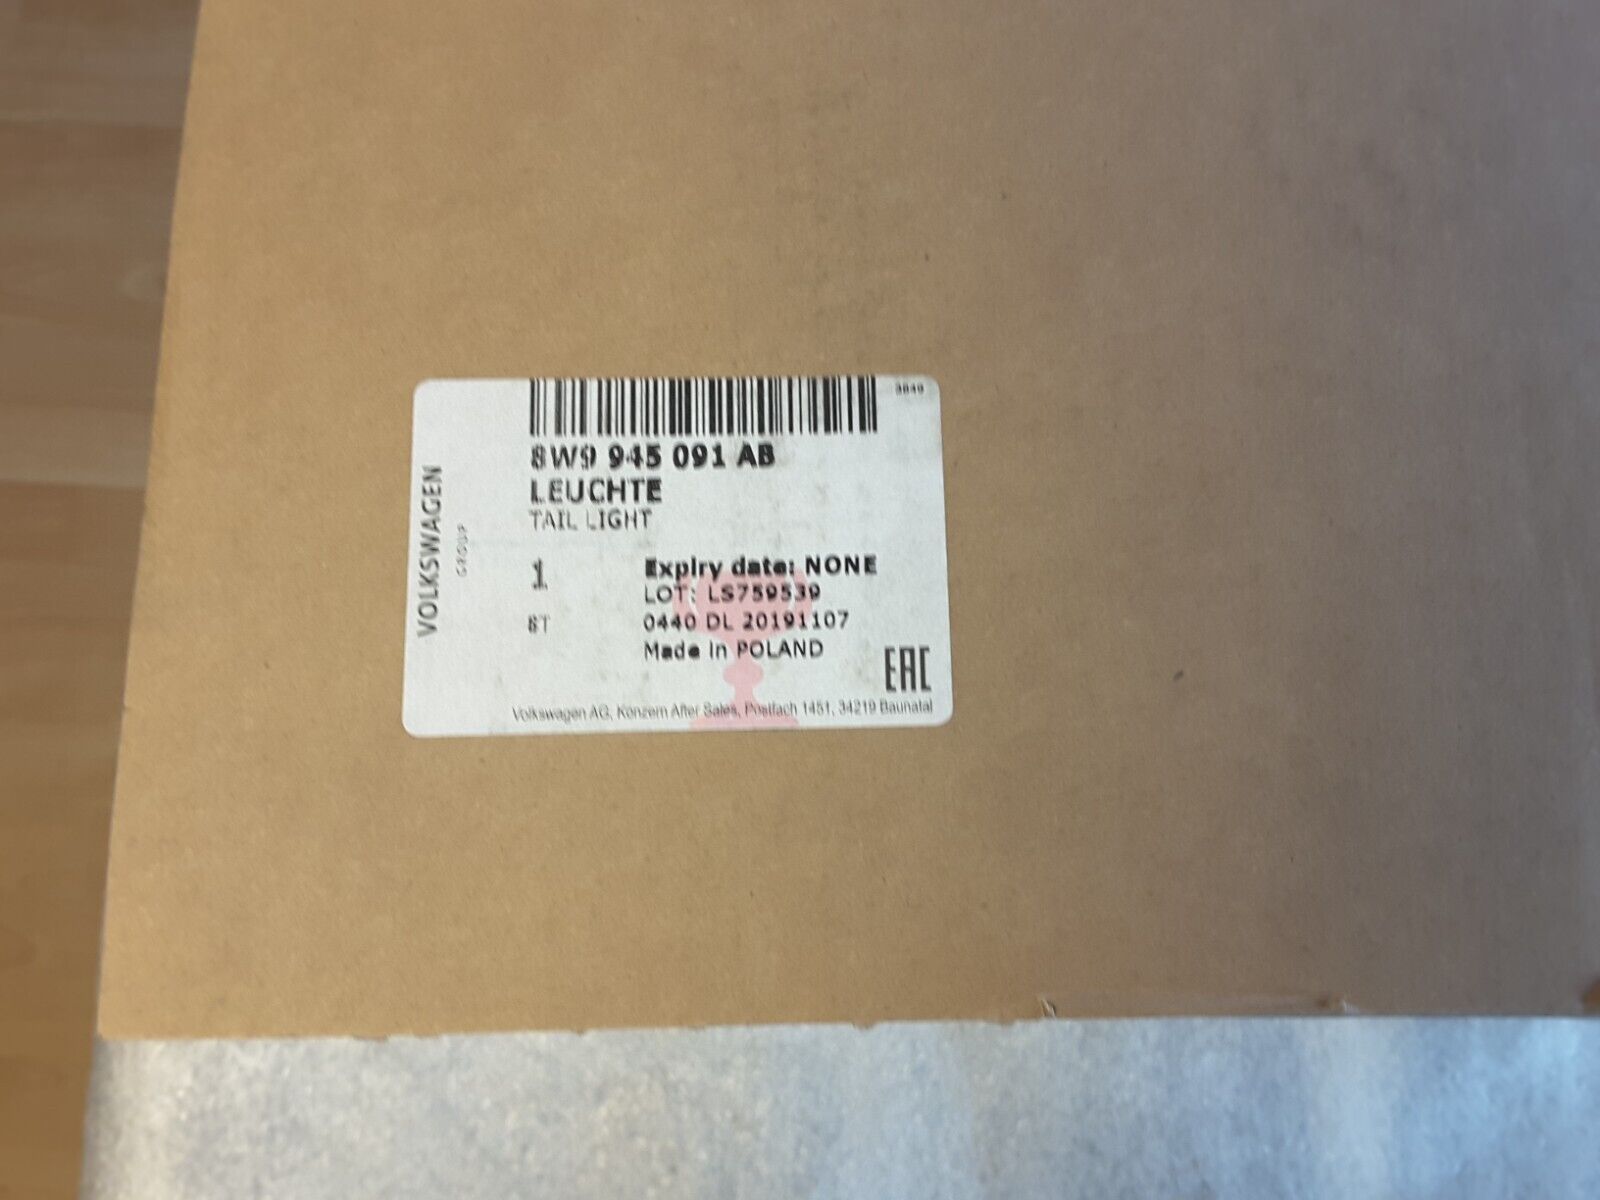 3849
8W9 945 091 AB
LEUCHTE
TAIL LIGHT
VOLKSWAGEN
GROUP
1
ST
Expiry date: NONE
LOT: LS759539
0440 DL 20191107
Made in POLAND
EAC
Volkswagen AG, Konzern After Sales, Postfach 1451, 34219 Baunatal